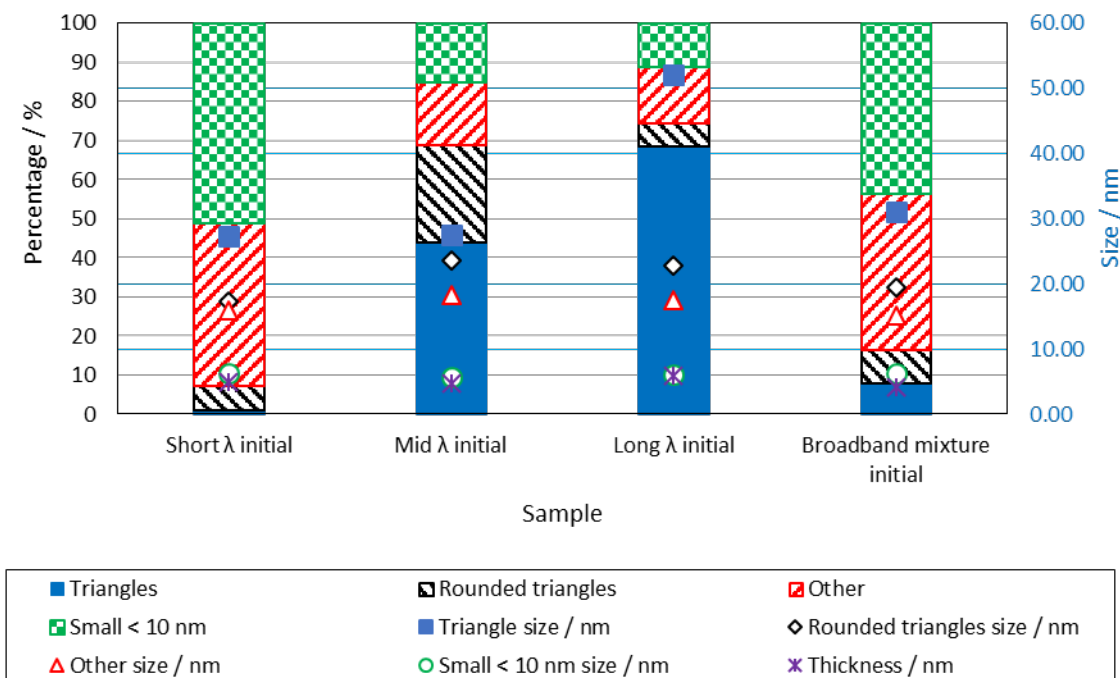 100
90
80
70
60
50
40
30
20
10
0
Percentage / %
60.00
50.00
40.00
30.00
20.00
10.00
0.00
Size / nm
Short λ initial
Mid λ initial
Long λ initial
Broadband mixture
initial
Sample
Triangles
Rounded triangles
Other
Small < 10 nm
Triangle size / nm
Rounded triangles size / nm
Other size / nm
Small < 10 nm size / nm
Thickness / nm